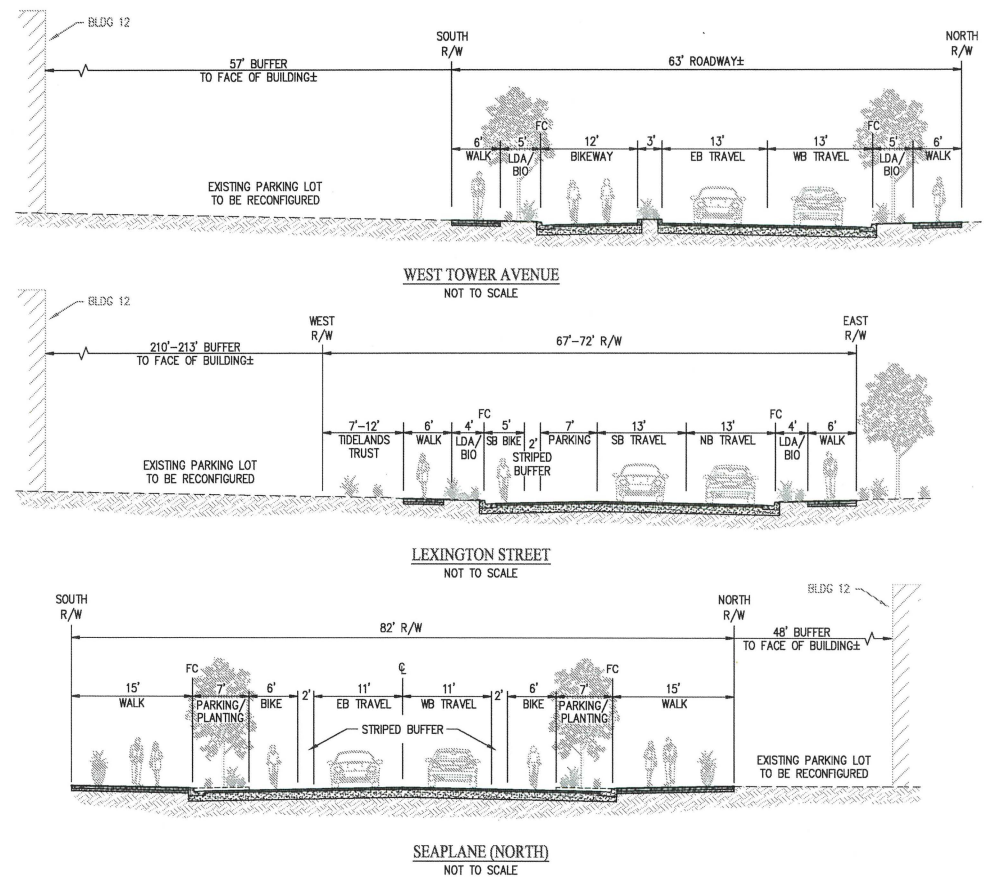 BLDG 12
SOUTH
R/W
NORTH
R/W
57' BUFFER
TO FACE OF BUILDING±
63' ROADWAY±
FC
FC
6'
WALK
5'
LDA/
BIO
12'
BIKEWAY
3'
13'
EB TRAVEL
13'
WB TRAVEL
5'
LDA/
BIO
6'
WALK
EXISTING PARKING LOT
TO BE RECONFIGURED
WEST TOWER AVENUE
NOT TO SCALE
BLDG 12
WEST
R/W
EAST
R/W
210'-213' BUFFER
TO FACE OF BUILDING±
67'-72' R/W
FC
FC
7'-12'
TIDELANDS
TRUST
6'
WALK
4'
LDA/
BIO
5'
SB BIKE
2'
STRIPED
BUFFER
7'
PARKING
13'
SB TRAVEL
13'
NB TRAVEL
4'
LDA/
BIO
6'
WALK
EXISTING PARKING LOT
TO BE RECONFIGURED
LEXINGTON STREET
NOT TO SCALE
SOUTH
R/W
NORTH
R/W
BLDG 12
82' R/W
48' BUFFER
TO FACE OF BUILDING±
FC
CL
FC
15'
WALK
7'
PARKING/
PLANTING
6'
BIKE
2'
11'
EB TRAVEL
11'
WB TRAVEL
2'
6'
BIKE
7'
PARKING/
PLANTING
15'
WALK
STRIPED BUFFER
EXISTING PARKING LOT
TO BE RECONFIGURED
SEAPLANE (NORTH)
NOT TO SCALE